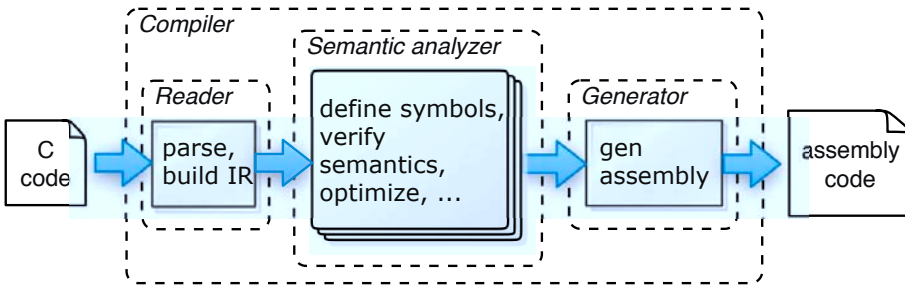 Compiler
Semantic analyzer
Reader
Generator
C
code
parse,
build IR
define symbols,
verify
semantics,
optimize, ...
gen
assembly
assembly
code